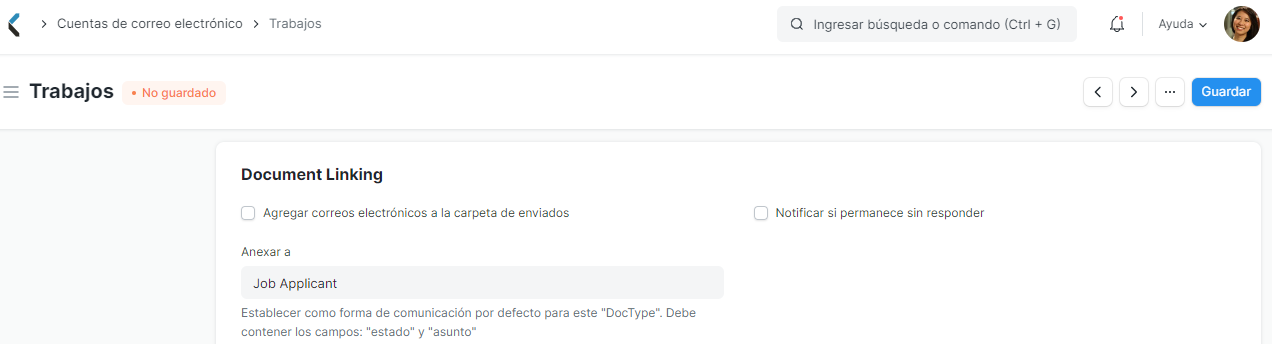 Cuentas de correo electrónico
Trabajos
Ingresar búsqueda o comando (Ctrl + G)
Ayuda
Trabajos
No guardado
...
Guardar
Document Linking
Agregar correos electrónicos a la carpeta de enviados
Notificar si permanece sin responder
Anexar a
Job Applicant
Establecer como forma de comunicación por defecto para este "DocType". Debe
contener los campos: "estado" y "asunto"